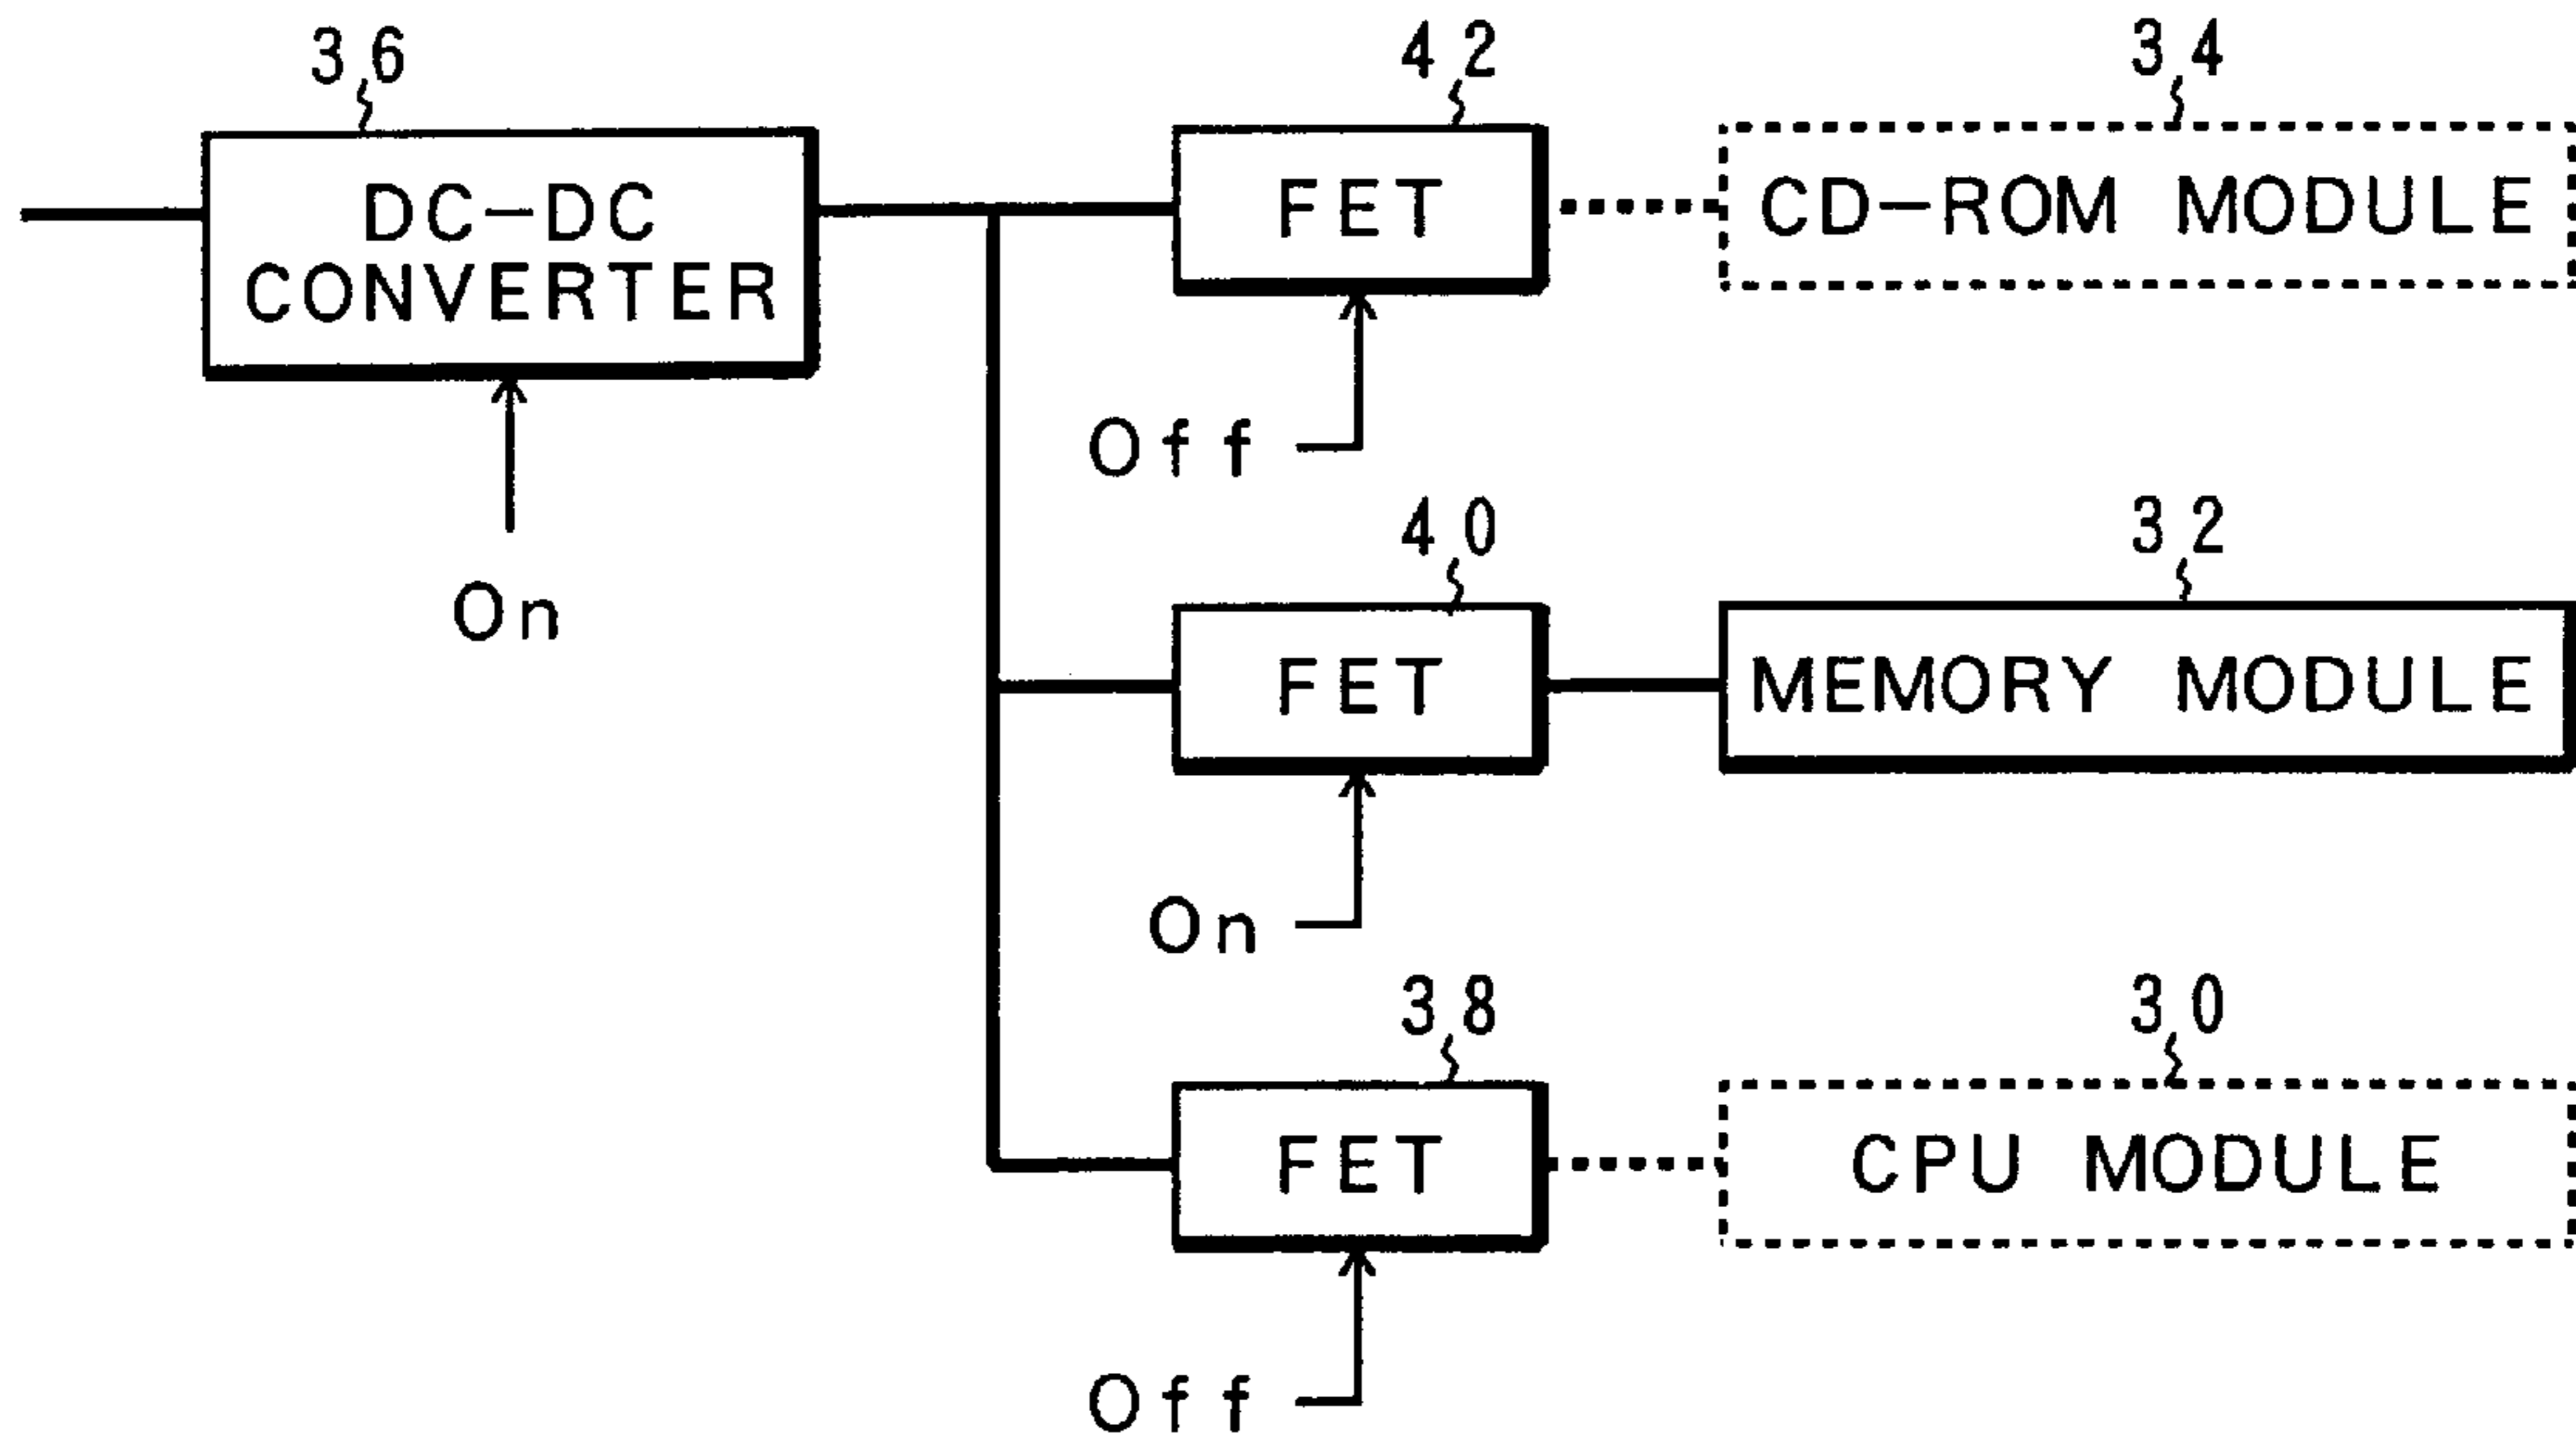 36
42
34
DC-DC
CONVERTER
FET
CD-ROM MODULE
Off
On
40
32
FET
MEMORY MODULE
On
38
30
FET
CPU MODULE
Off